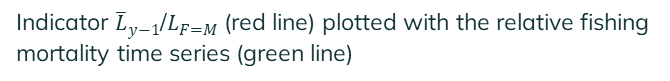 Indicator L̄y−1/LF=M (red line) plotted with the relative fishing
mortality time series (green line)